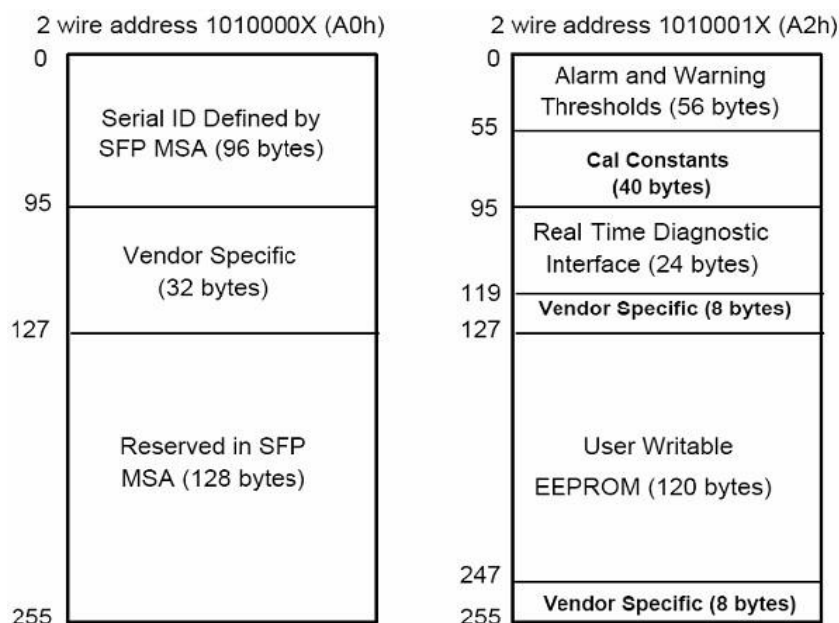 2 wire address 1010000X (A0h)
0
Serial ID Defined by
SFP MSA (96 bytes)
95
Vendor Specific
(32 bytes)
127
Reserved in SFP
MSA (128 bytes)
255
2 wire address 1010001X (A2h)
0
Alarm and Warning
Thresholds (56 bytes)
55
Cal Constants
(40 bytes)
95
Real Time Diagnostic
Interface (24 bytes)
119
Vendor Specific (8 bytes)
127
User Writable
EEPROM (120 bytes)
247
Vendor Specific (8 bytes)
255